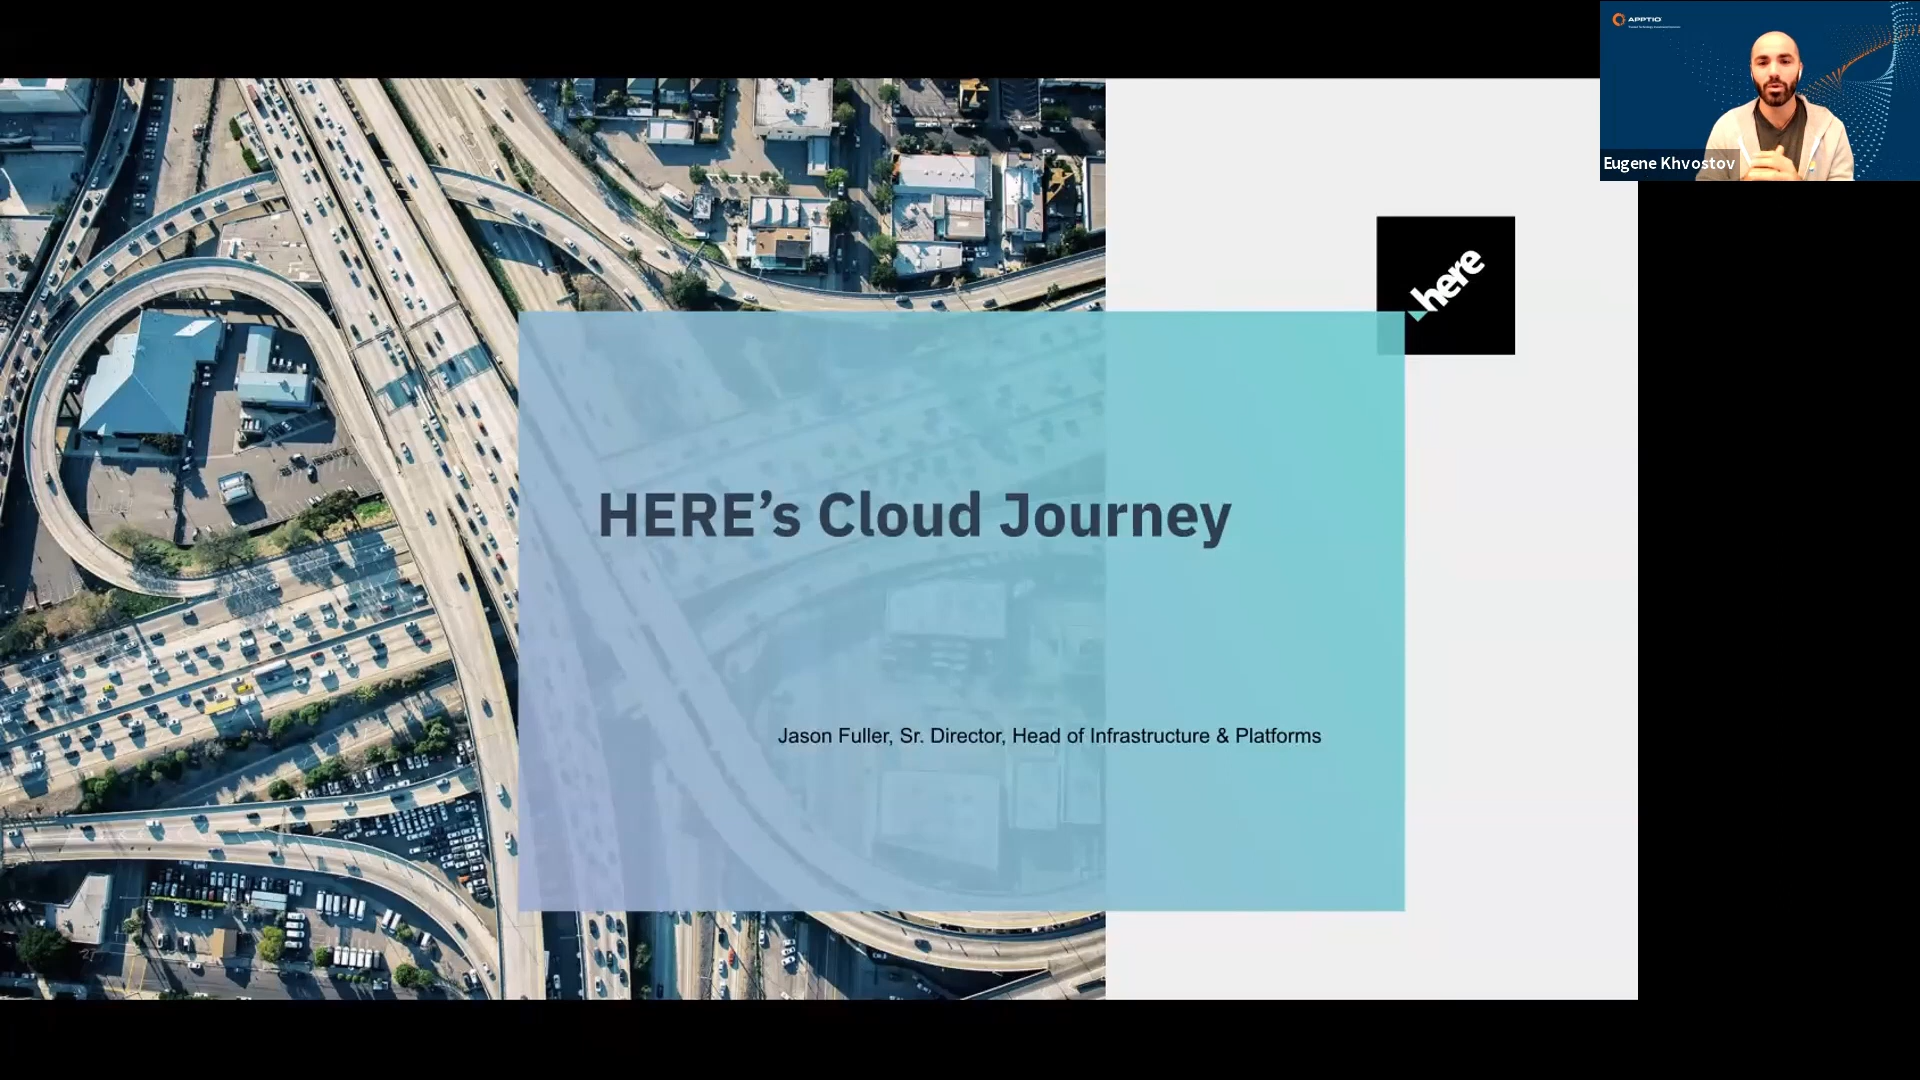 APPTIO
Eugene Khvostov
here
HERE’s Cloud Journey
Jason Fuller, Sr. Director, Head of Infrastructure & Platforms